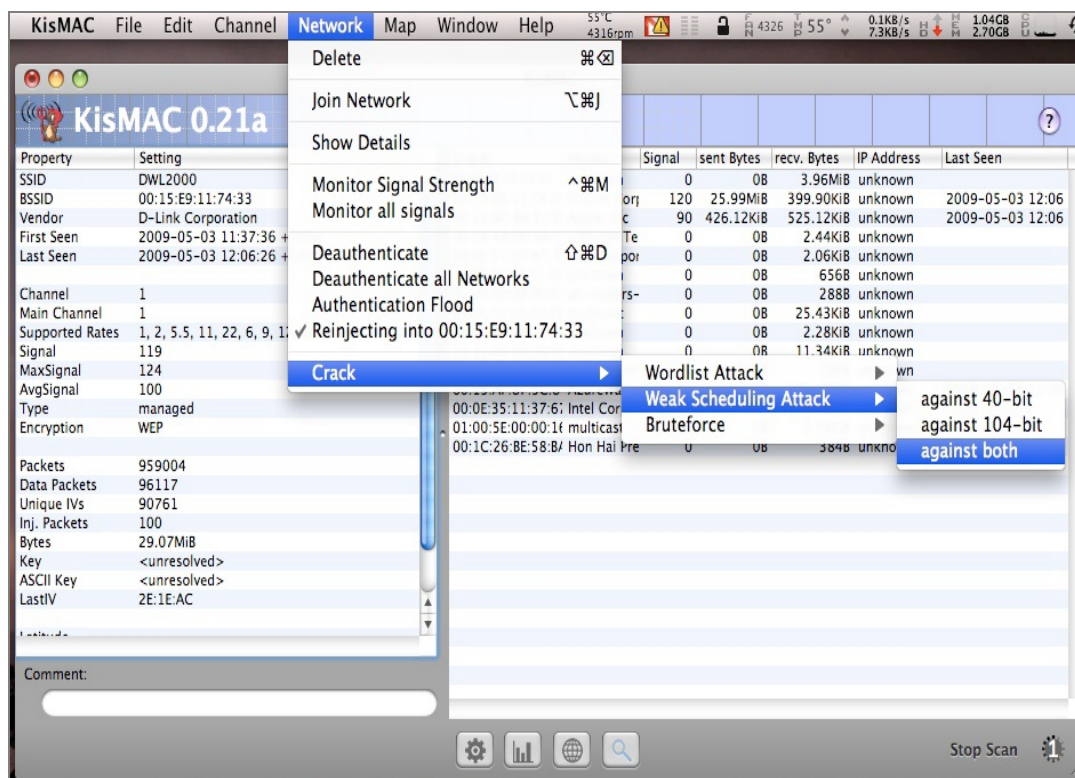 KisMAC File Edit Channel Network Map Window Help 55°C 4316rpm FAN 4326 TMP 55° 0.1KB/s 7.3KB/s HD MEM 1.04GB 2.70GB CPU
Delete ⌘⌫
Join Network ⌥⌘J
Show Details
Monitor Signal Strength ^⌘M
Monitor all signals
Deauthenticate ⇧⌘D
Deauthenticate all Networks
Authentication Flood
✓ Reinjecting into 00:15:E9:11:74:33
Crack
Wordlist Attack
Weak Scheduling Attack
Bruteforce
against 40-bit
against 104-bit
against both
KisMAC 0.21a
?
Property Setting
SSID DWL2000
BSSID 00:15:E9:11:74:33
Vendor D-Link Corporation
First Seen 2009-05-03 11:37:36 +
Last Seen 2009-05-03 12:06:26 +
Channel 1
Main Channel 1
Supported Rates 1, 2, 5.5, 11, 22, 6, 9, 12
Signal 119
MaxSignal 124
AvgSignal 100
Type managed
Encryption WEP
Packets 959004
Data Packets 96117
Unique IVs 90761
Inj. Packets 100
Bytes 29.07MiB
Key <unresolved>
ASCII Key <unresolved>
LastIV 2E:1E:AC
Signal sent Bytes recv. Bytes IP Address Last Seen
0 0B 3.96MiB unknown
120 25.99MiB 399.90KiB unknown 2009-05-03 12:06
90 426.12KiB 525.12KiB unknown 2009-05-03 12:06
0 0B 2.44KiB unknown
0 0B 2.06KiB unknown
0 0B 656B unknown
0 0B 288B unknown
0 0B 25.43KiB unknown
0 0B 2.28KiB unknown
0 0B 11.34KiB unknown
00:0E:35:11:37:67 Intel Cor
01:00:5E:00:00:16 multicast
00:1C:26:BE:58:B/ Hon Hai Pre 0 0B 384B unkno
Comment:
Stop Scan 1